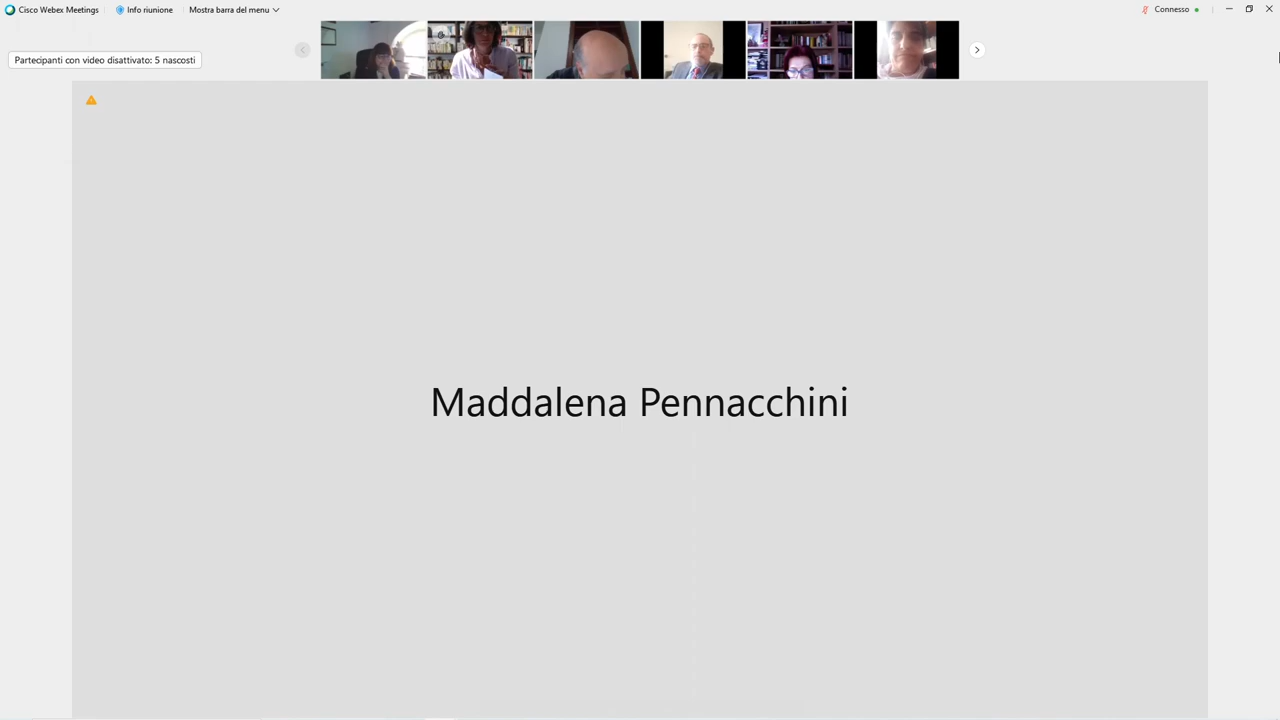 Cisco Webex Meetings
Info riunione
Mostra barra del menu
Connesso
Partecipanti con video disattivato: 5 nascosti
Maddalena Pennacchini